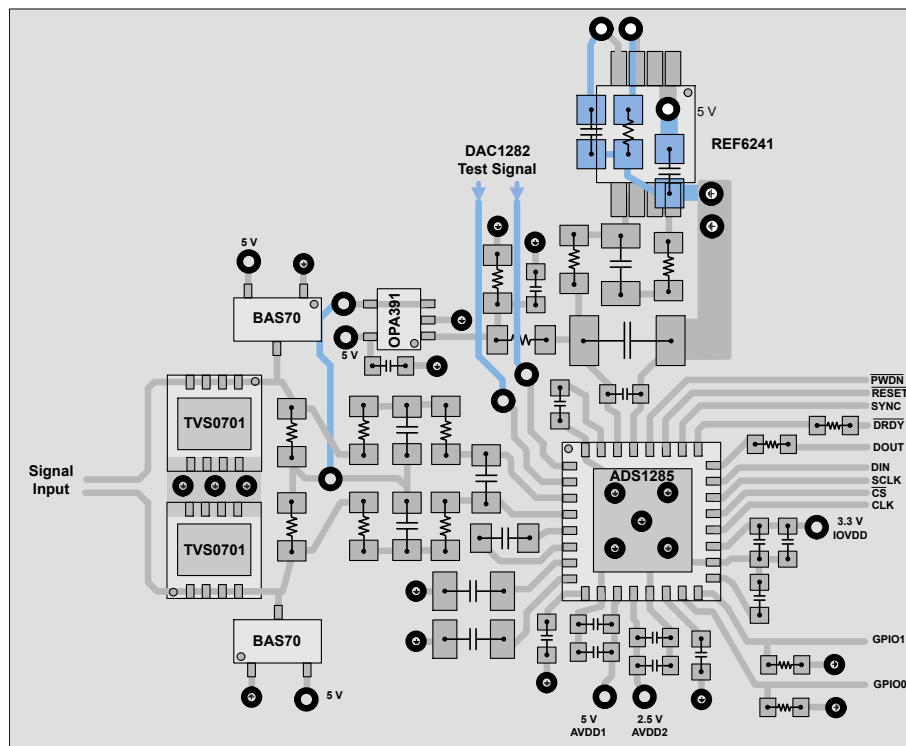 5 V
REF6241
DAC1282
Test Signal
5 V
BAS70
OPA391
5 V
PWDN
RESET
SYNC
DRDY
DOUT
DIN
SCLK
CS
CLK
TVS0701
ADS1285
Signal
Input
TVS0701
3.3 V
IOVDD
BAS70
GPIO1
GPIO0
5 V
5 V
AVDD1
2.5 V
AVDD2